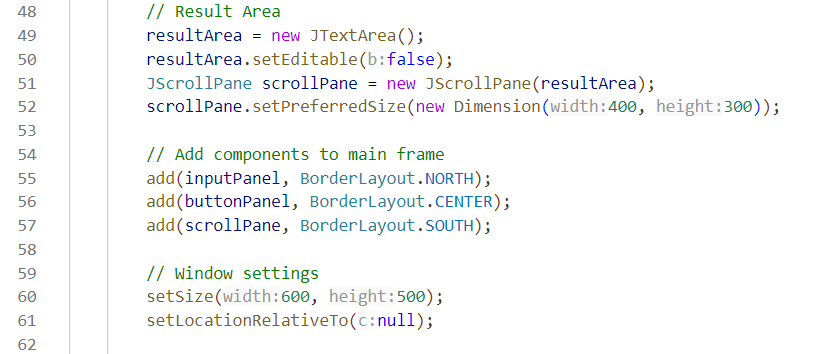 48 // Result Area
49 resultArea = new JTextArea();
50 resultArea.setEditable(b:false);
51 JScrollPane scrollPane = new JScrollPane(resultArea);
52 scrollPane.setPreferredSize(new Dimension(width:400, height:300));
53
54 // Add components to main frame
55 add(inputPanel, BorderLayout.NORTH);
56 add(buttonPanel, BorderLayout.CENTER);
57 add(scrollPane, BorderLayout.SOUTH);
58
59 // Window settings
60 setSize(width:600, height:500);
61 setLocationRelativeTo(c:null);
62